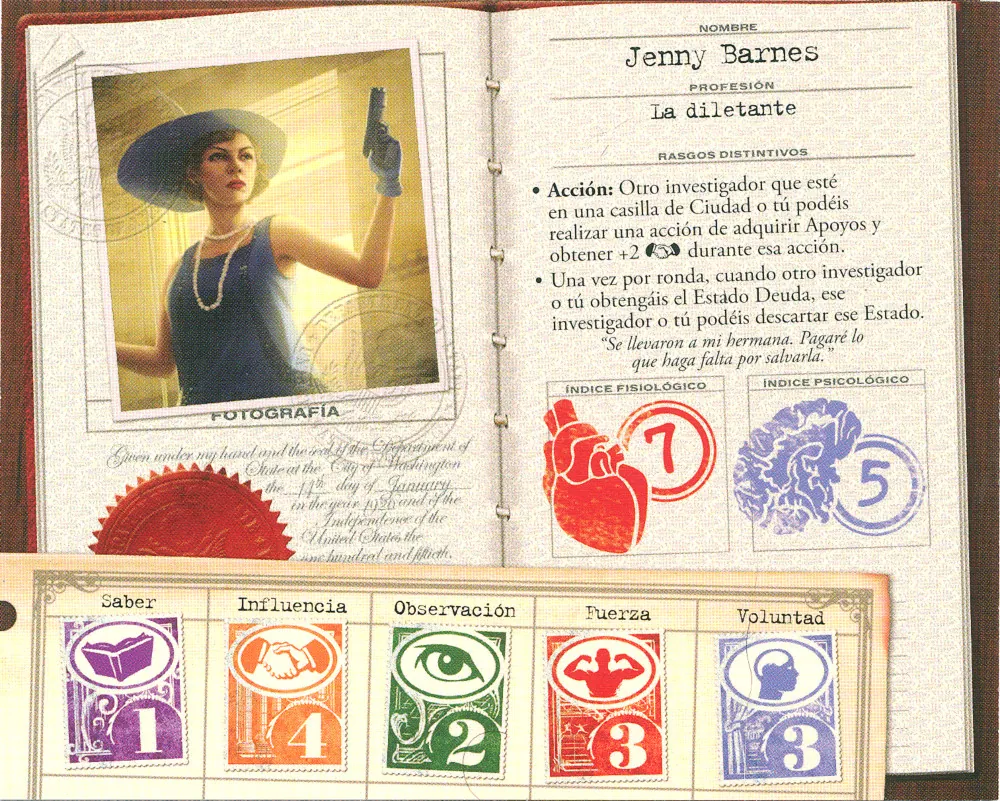 FOTOGRAFÍA
Given under my hand and the seal of the Department of
State at the City of Washington
the 14th day of January
in the year 1926 and of the
Independence of the
United States the
one hundred and fiftieth.
NOMBRE
Jenny Barnes
PROFESIÓN
La diletante
RASGOS DISTINTIVOS
• Acción: Otro investigador que esté
en una casilla de Ciudad o tú podéis
realizar una acción de adquirir Apoyos y
obtener +2 durante esa acción.
• Una vez por ronda, cuando otro investigador
o tú obtengáis el Estado Deuda, ese
investigador o tú podéis descartar ese Estado.
“Se llevaron a mi hermana. Pagaré lo
que haga falta por salvarla.”
ÍNDICE FISIOLÓGICO
7
ÍNDICE PSICOLÓGICO
5
Saber
1
Influencia
4
Observación
2
Fuerza
3
Voluntad
3